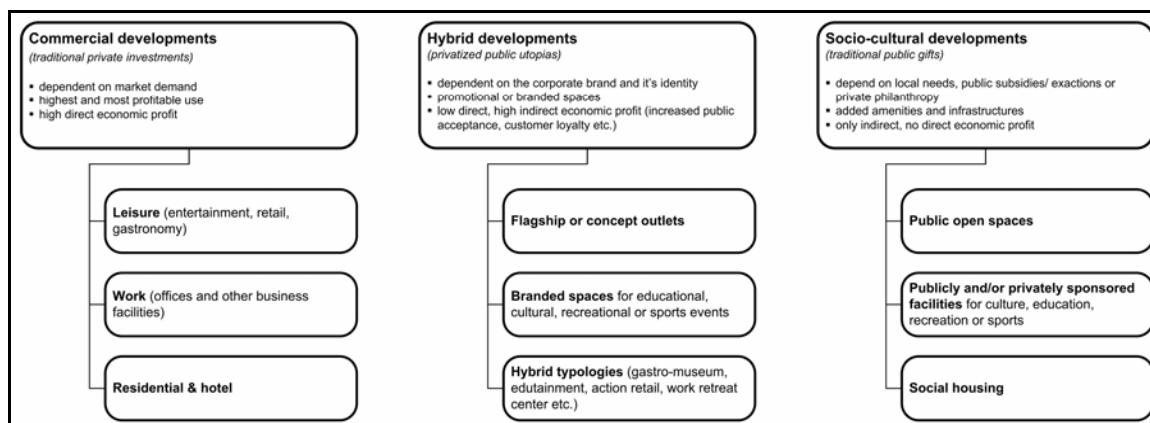 Commercial developments
(traditional private investments)
▪ dependent on market demand
▪ highest and most profitable use
▪ high direct economic profit
Leisure (entertainment, retail,
gastronomy)
Work (offices and other business
facilities)
Residential & hotel
Hybrid developments
(privatized public utopias)
▪ dependent on the corporate brand and it's identity
▪ promotional or branded spaces
▪ low direct, high indirect economic profit (increased public
acceptance, customer loyalty etc.)
Flagship or concept outlets
Branded spaces for educational,
cultural, recreational or sports events
Hybrid typologies (gastro-museum,
edutainment, action retail, work retreat
center etc.)
Socio-cultural developments
(traditional public gifts)
▪ depend on local needs, public subsidies/ exactions or
private philanthropy
▪ added amenities and infrastructures
▪ only indirect, no direct economic profit
Public open spaces
Publicly and/or privately sponsored
facilities for culture, education,
recreation or sports
Social housing